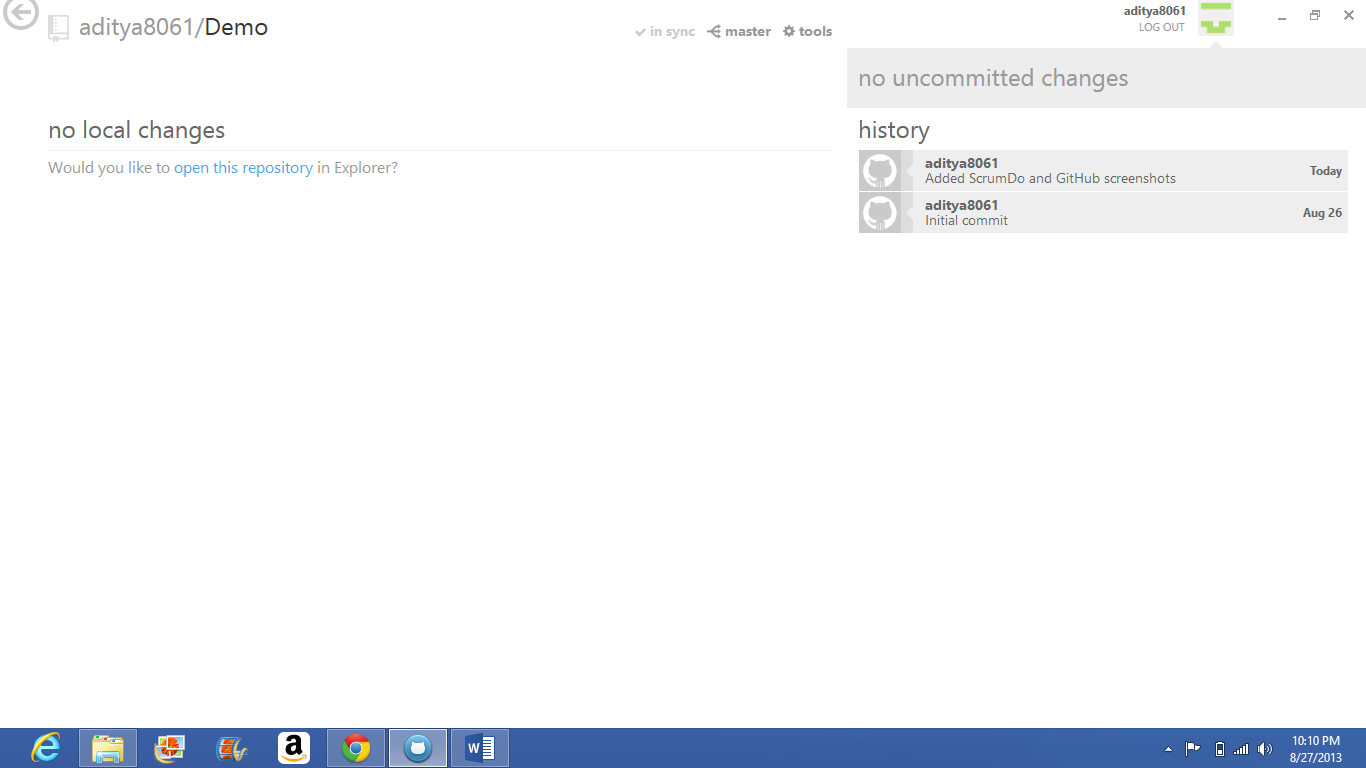 aditya8061/Demo
in sync
master
tools
aditya8061
LOG OUT
no uncommitted changes
no local changes
Would you like to open this repository in Explorer?
history
aditya8061
Added ScrumDo and GitHub screenshots
Today
aditya8061
Initial commit
Aug 26
10:10 PM
8/27/2013